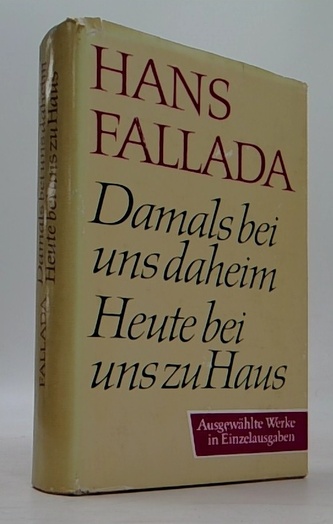 HANS
FALLADA
Damals bei
uns daheim
Heute bei
uns zu Haus
Ausgewählte Werke
in Einzelausgaben
FALLADA Damals bei uns daheim
Heute bei uns zu Haus